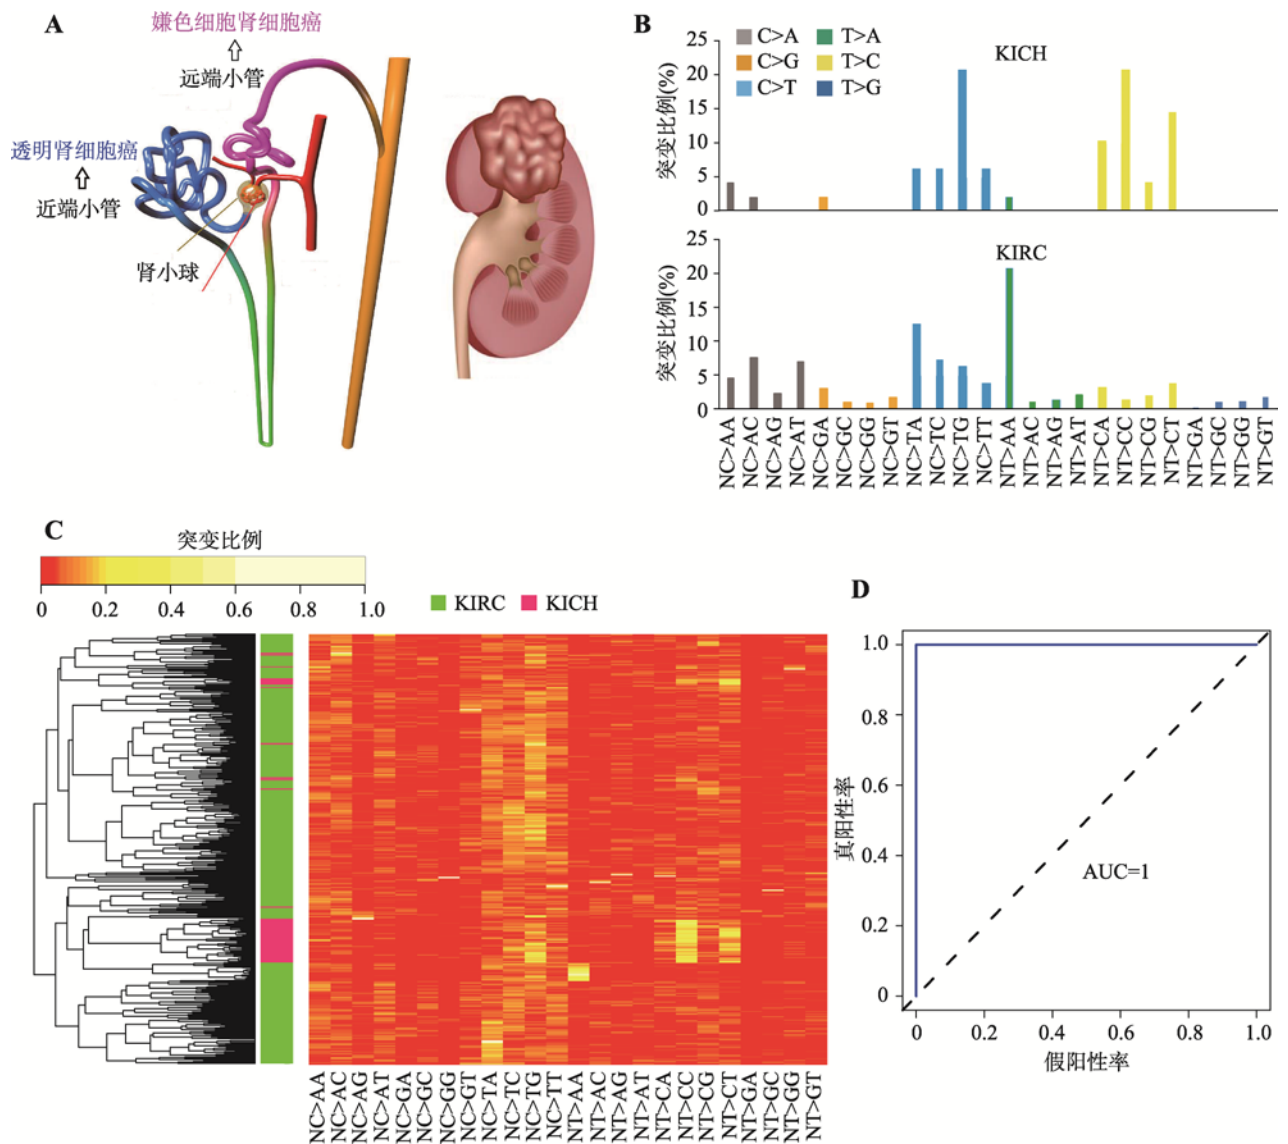 A
嫌色细胞肾细胞癌
远端小管
透明肾细胞癌
近端小管
肾小球
B
C>A
T>A
C>G
T>C
C>T
T>G
KICH
突变比例(%)
25
20
15
10
5
0
KIRC
突变比例(%)
25
20
15
10
5
0
NC>AA
NC>AC
NC>AG
NC>AT
NC>GA
NC>GC
NC>GG
NC>GT
NC>TA
NC>TC
NC>TG
NC>TT
NT>AA
NT>AC
NT>AG
NT>AT
NT>CA
NT>CC
NT>CG
NT>CT
NT>GA
NT>GC
NT>GG
NT>GT
C
突变比例
0 0.2 0.4 0.6 1.0
KIRC KICH
NC>AA
NC>AC
NC>AG
NC>AT
NC>GA
NC>GC
NC>GG
NC>GT
NC>TA
NC>TC
NC>TG
NC>TT
NT>AA
NT>AC
NT>AG
NT>AT
NT>CA
NT>CC
NT>CG
NT>CT
NT>GA
NT>GC
NT>GG
NT>GT
D
真阳性率
1.0
0.8
0.6
0.4
0.2
0
AUC=1
0 0.2 0.4 0.6 0.8 1.0
假阳性率